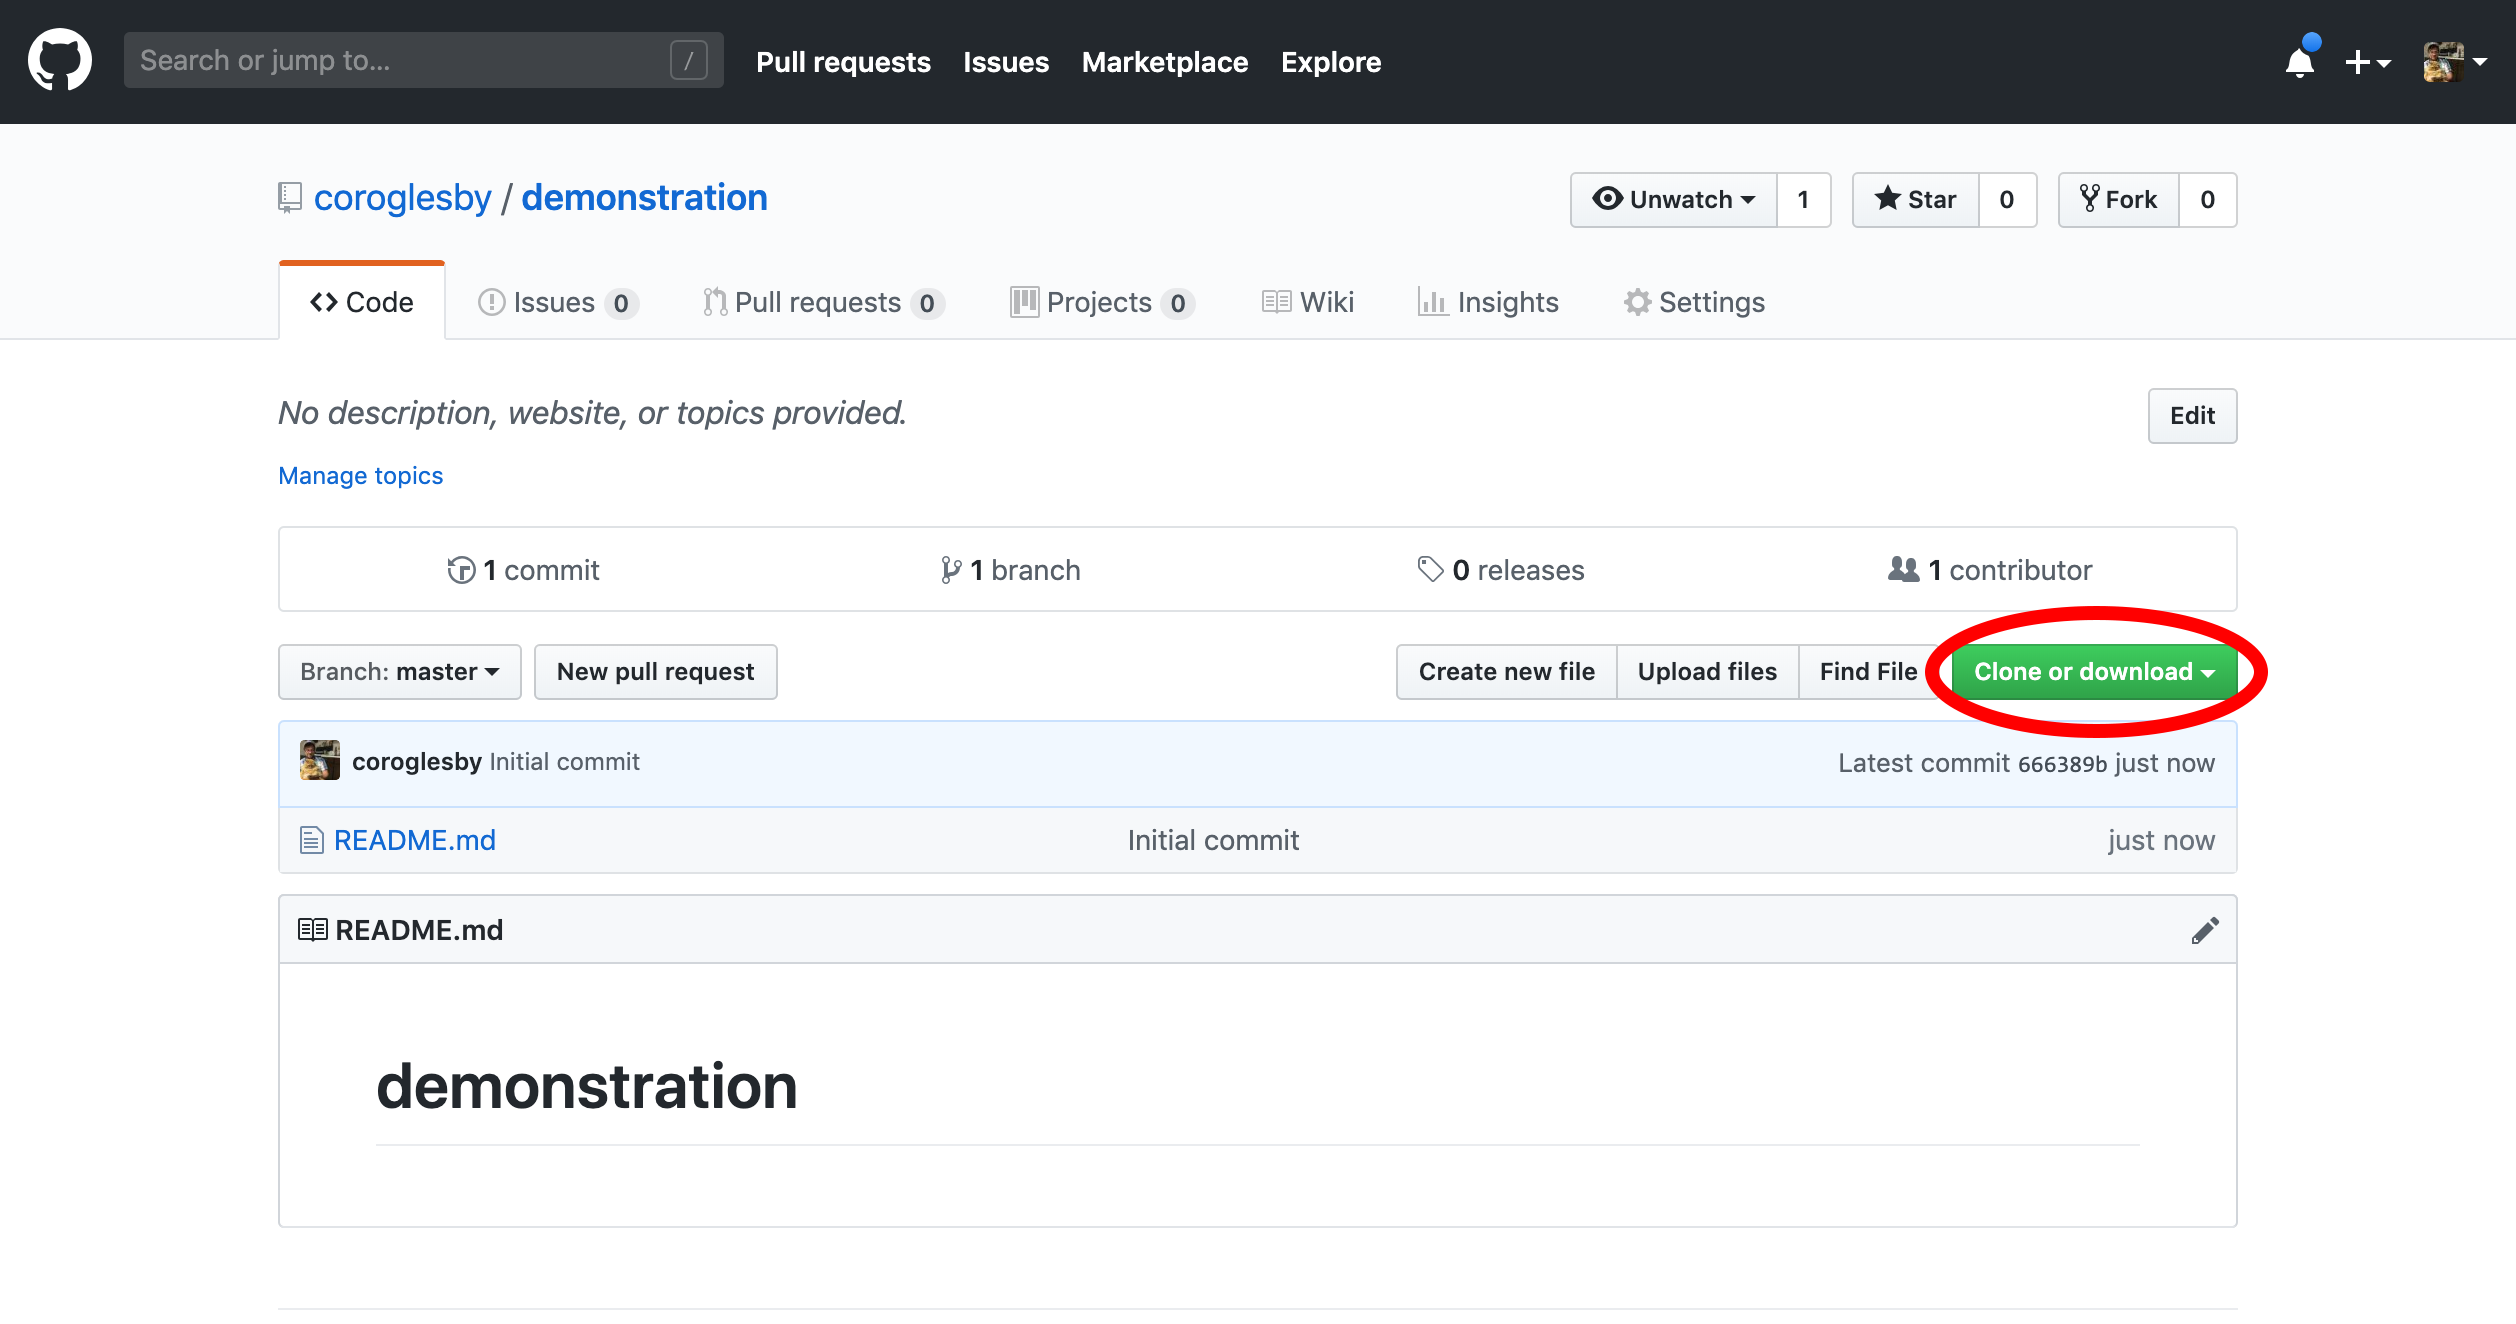 Search or jump to... / Pull requests Issues Marketplace Explore
coroglesby / demonstration Unwatch 1 Star 0 Fork 0
Code Issues 0 Pull requests 0 Projects 0 Wiki Insights Settings
No description, website, or topics provided. Edit
Manage topics
1 commit 1 branch 0 releases 1 contributor
Branch: master New pull request Create new file Upload files Find File Clone or download
coroglesby Initial commit Latest commit 666389b just now
README.md Initial commit just now
README.md
demonstration